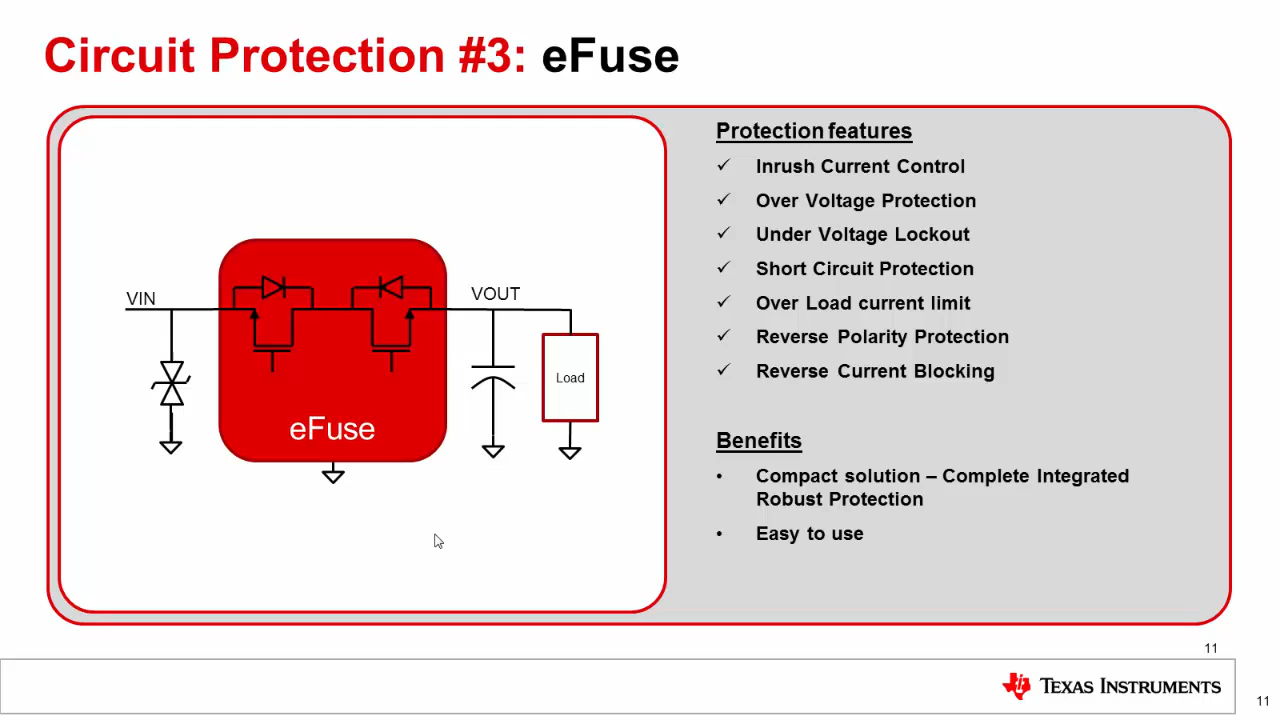 Circuit Protection #3: eFuse
VIN
VOUT
Load
eFuse
Protection features
✓ Inrush Current Control
✓ Over Voltage Protection
✓ Under Voltage Lockout
✓ Short Circuit Protection
✓ Over Load current limit
✓ Reverse Polarity Protection
✓ Reverse Current Blocking
Benefits
• Compact solution – Complete Integrated
Robust Protection
• Easy to use
11
TEXAS INSTRUMENTS
11